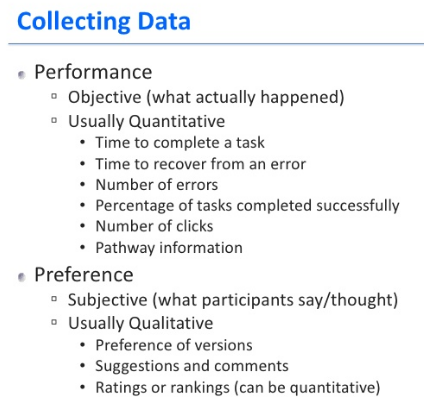 Collecting Data
Performance
Objective (what actually happened)
Usually Quantitative
Time to complete a task
Time to recover from an error
Number of errors
Percentage of tasks completed successfully
Number of clicks
Pathway information
Preference
Subjective (what participants say/thought)
Usually Qualitative
Preference of versions
Suggestions and comments
Ratings or rankings (can be quantitative)